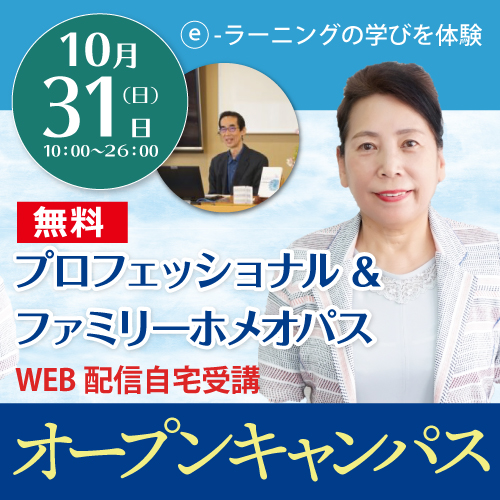 ⓔ-ラーニングの学びを体験
10月
31(日)
日
10:00~26:00
無料
プロフェッショナル &
ファミリーホメオパス
WEB 配信自宅受講
オープンキャンパス